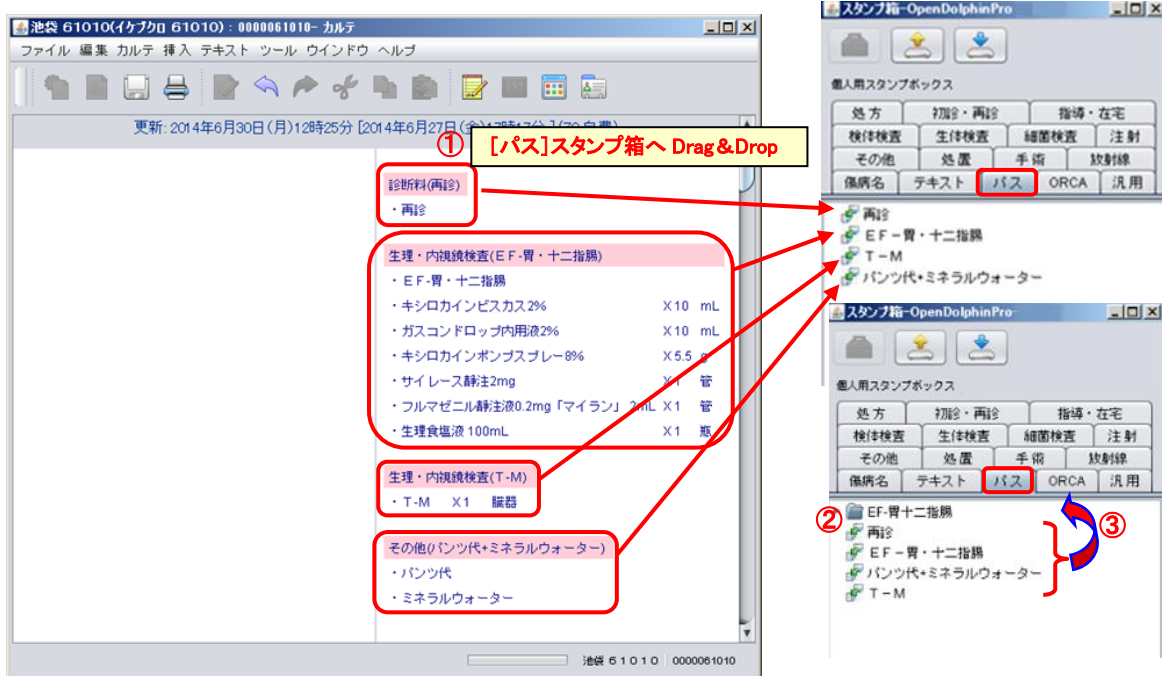 池袋 61010(イケブクロ 61010) : 0000061010- カルテ
ファイル 編集 カルテ 挿入 テキスト ツール ウインドウ ヘルプ
更新: 2014年6月30日(月)12時25分 [2014年6月27日
①
[パス]スタンプ箱へ Drag&Drop
診断料(再診)
・再診
生理・内視鏡検査(EF-胃・十二指腸)
・EF-胃・十二指腸
・キシロカインビスカス2% X10 mL
・ガスコンドロップ内用液2% X10 mL
・キシロカインポンプスプレー8% X5.5 g
・サイレース静注2mg X1 管
・フルマゼニル静注液0.2mg「マイラン」 2mL X1 管
・生理食塩液 100mL X1 瓶
生理・内視鏡検査(T-M)
・T-M X1 臓器
その他(パンツ代+ミネラルウォーター)
・パンツ代
・ミネラルウォーター
池袋 61010 0000061010
スタンプ箱-OpenDolphinPro
個人用スタンプボックス
処方 初診・再診 指導・在宅
検体検査 生体検査 細菌検査 注射
その他 処置 手術 放射線
傷病名 テキスト パス ORCA 汎用
再診
EF-胃・十二指腸
T-M
パンツ代+ミネラルウォーター
スタンプ箱-OpenDolphinPro
個人用スタンプボックス
処方 初診・再診 指導・在宅
検体検査 生体検査 細菌検査 注射
その他 処置 手術 放射線
傷病名 テキスト パス ORCA 汎用
② EF-胃十二指腸
再診 ③
EF-胃・十二指腸
パンツ代+ミネラルウォーター
T-M